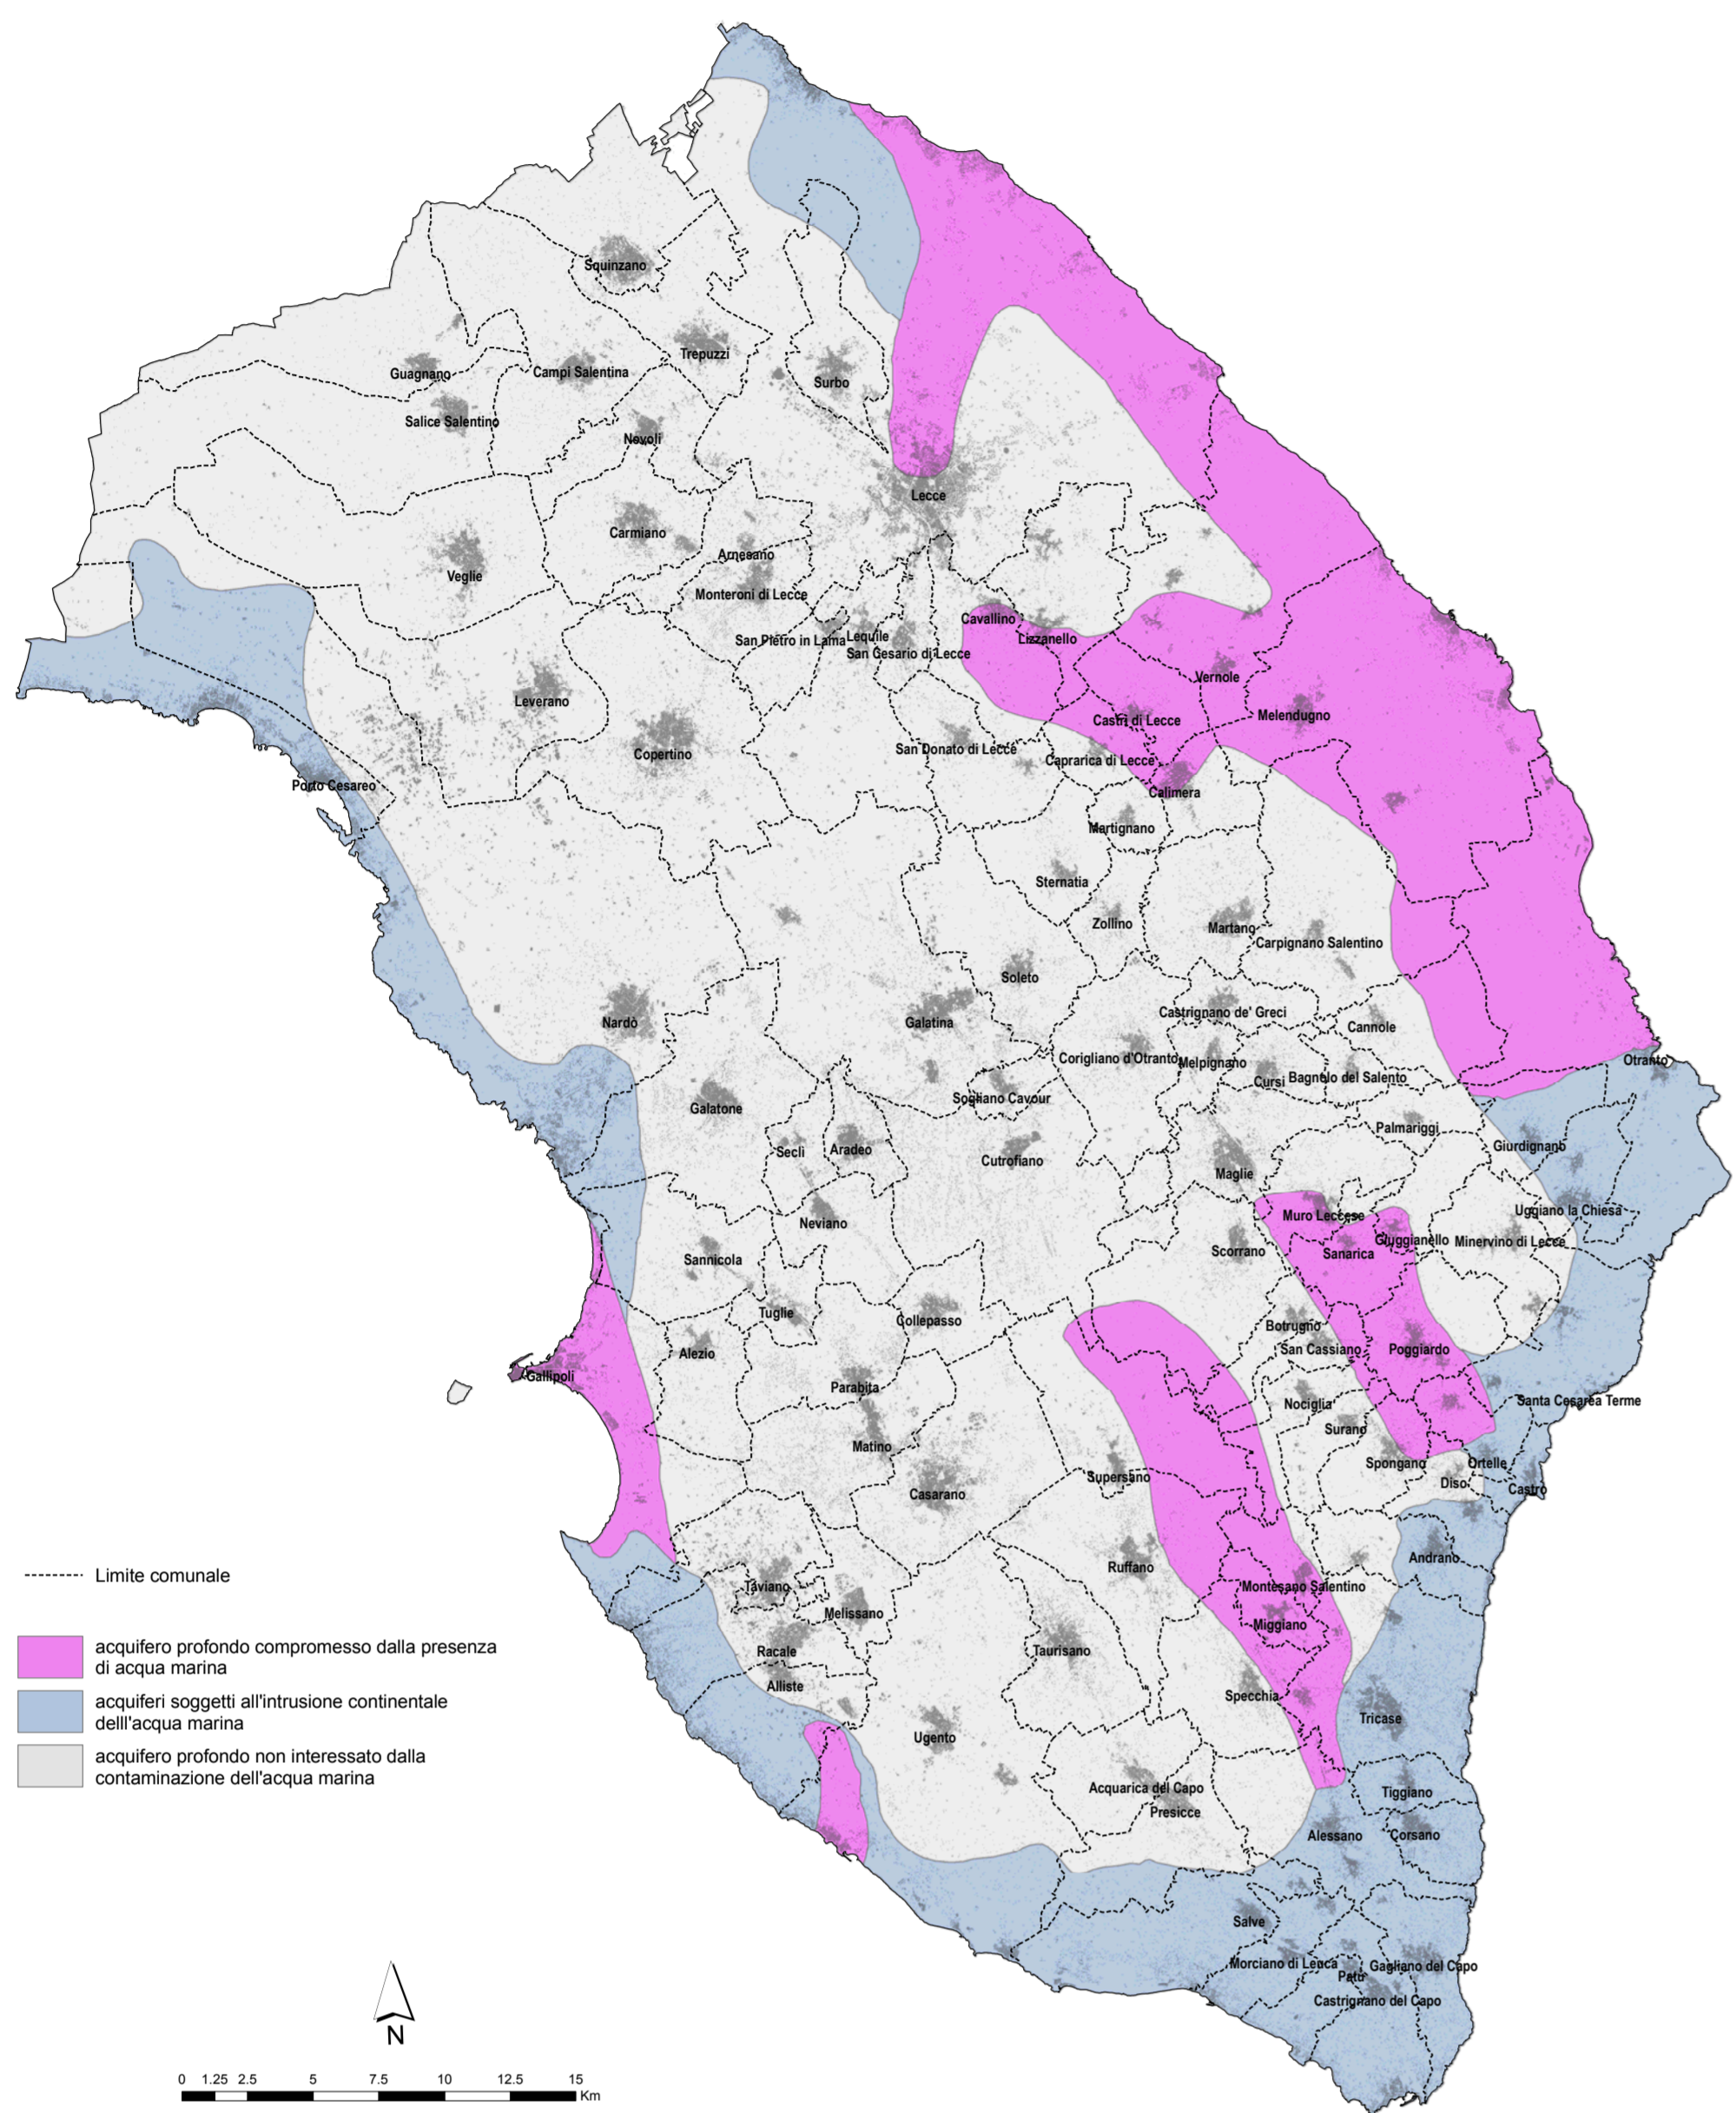 Squinzano
Trepuzzi
Guagnano
Campi Salentina
Surbo
Salice Salentino
Novoli
Lecce
Carmiano
Arnesano
Veglie
Monteroni di Lecce
Cavallino
San Pietro in Lama
Lequile
Lizzanello
San Cesario di Lecce
Vernole
Leverano
Melendugno
Castri di Lecce
San Donato di Lecce
Copertino
Caprarica di Lecce
Porto Cesareo
Calimera
Martignano
Sternatia
Zollino
Martano
Carpignano Salentino
Soleto
Castrignano de' Greci
Nardò
Galatina
Cannole
Corigliano d'Otranto
Melpignano
Otranto
Cursi
Bagnolo del Salento
Sogliano Cavour
Galatone
Palmariggi
Giurdignano
Seclì
Aradeo
Cutrofiano
Maglie
Uggiano la Chiesa
Muro Leccese
Neviano
Giuggianello
Minervino di Lecce
Scorrano
Sanarica
Sannicola
Tuglie
Collepasso
Botrugno
San Cassiano
Poggiardo
Alezio
Gallipoli
Parabita
Nociglia
Santa Cesarea Terme
Surano
Matino
Spongano
Ortelle
Supersano
Diso
Castro
Casarano
Andrano
Ruffano
Limite comunale
Taviano
Montesano Salentino
Melissano
Miggiano
acquifero profondo compromesso dalla presenza
di acqua marina
Racale
Taurisano
Alliste
Specchia
acquiferi soggetti all'intrusione continentale
delll'acqua marina
Tricase
Ugento
acquifero profondo non interessato dalla
contaminazione dell'acqua marina
Acquarica del Capo
Tiggiano
Presicce
Alessano
Corsano
Salve
Morciano di Leuca
Patù
Gagliano del Capo
Castrignano del Capo
N
0 1.25 2.5 5 7.5 10 12.5 15
Km